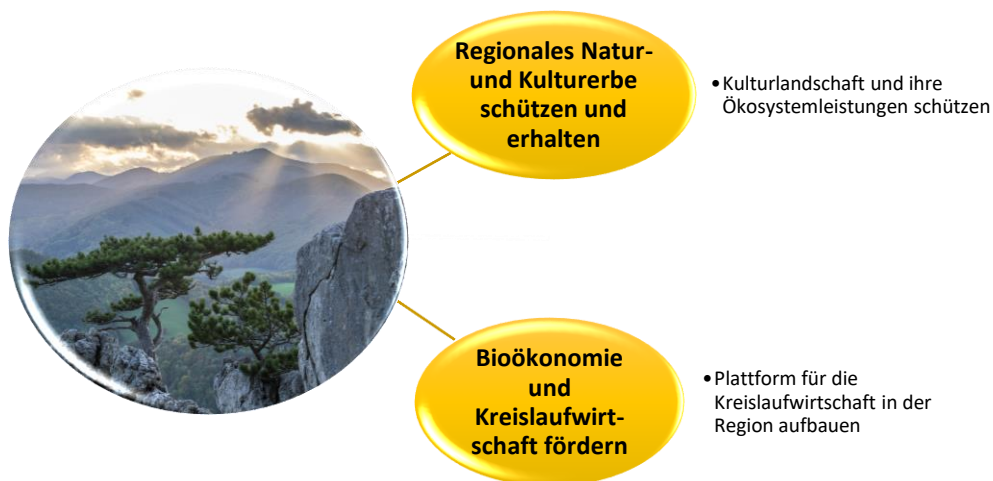 Regionales Natur-
und Kulturerbe
schützen und
erhalten
•Kulturlandschaft und ihre
Ökosystemleistungen schützen
Bioökonomie
und
Kreislaufwirt-
schaft fördern
•Plattform für die
Kreislaufwirtschaft in der
Region aufbauen